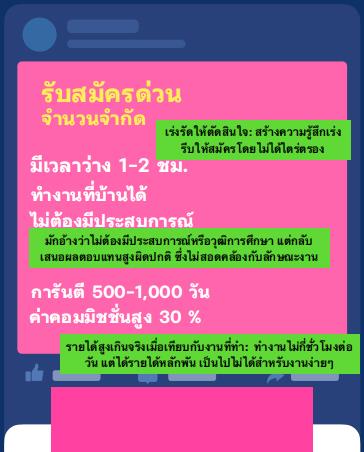 รับสมัครด่วน
จำนวนจำกัด
เร่งรัดให้ตัดสินใจ: สร้างความรู้สึกเร่ง
รีบให้สมัครโดยไม่ได้ไตร่ตรอง
มีเวลาว่าง 1-2 ชม.
ทำงานที่บ้านได้
ไม่ต้องมีประสบการณ์
มักอ้างว่าไม่ต้องมีประสบการณ์หรือวุฒิการศึกษา แต่กลับ
เสนอผลตอบแทนสูงผิดปกติ ซึ่งไม่สอดคล้องกับลักษณะงาน
การันตี 500-1,000 วัน
ค่าคอมมิชชั่นสูง 30 %
รายได้สูงเกินจริงเมื่อเทียบกับงานที่ทำ: ทำงานไม่กี่ชั่วโมงต่อ
วัน แต่ได้รายได้หลักพัน เป็นไปไม่ได้สำหรับงานง่ายๆ